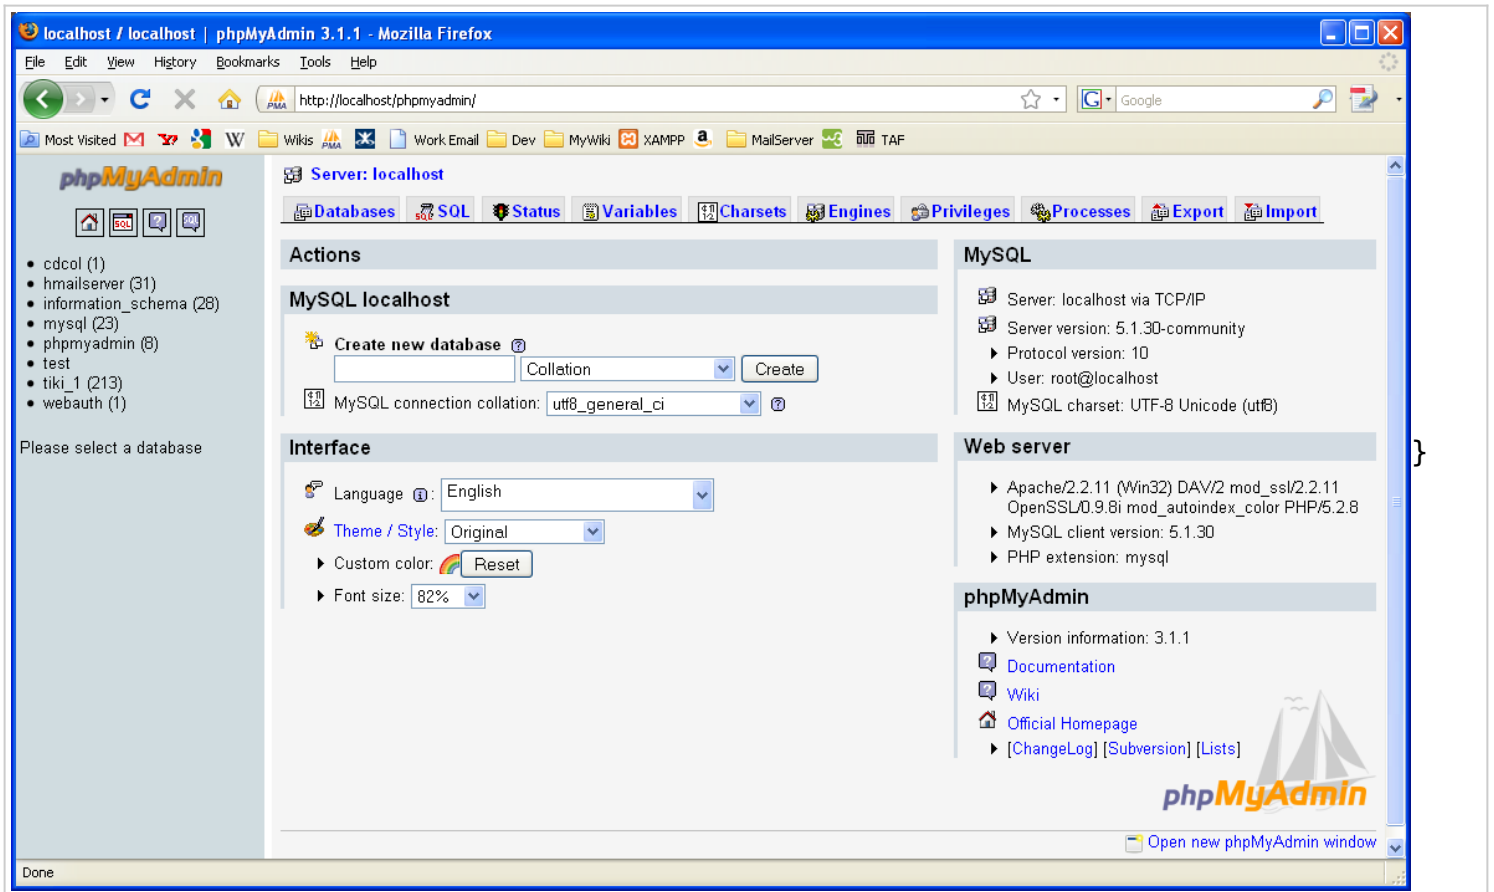 localhost / localhost | phpMyAdmin 3.1.1 - Mozilla Firefox
File Edit View History Bookmarks Tools Help
PMA http://localhost/phpmyadmin/ G Google
Most Visited Y! W Wikis PMA Work Email Dev MyWiki XAMPP a MailServer TAF
phpMyAdmin
SQL SQL
cdcol (1)
hmailserver (31)
information_schema (28)
mysql (23)
phpmyadmin (8)
test
tiki_1 (213)
webauth (1)
Please select a database
Server: localhost
Databases SQL Status Variables Charsets Engines Privileges Processes Export Import
Actions
MySQL localhost
Create new database
Collation Create
MySQL connection collation: utf8_general_ci
Interface
Language : English
Theme / Style: Original
Custom color: Reset
Font size: 82%
MySQL
Server: localhost via TCP/IP
Server version: 5.1.30-community
Protocol version: 10
User: root@localhost
MySQL charset: UTF-8 Unicode (utf8)
Web server
Apache/2.2.11 (Win32) DAV/2 mod_ssl/2.2.11
OpenSSL/0.9.8i mod_autoindex_color PHP/5.2.8
MySQL client version: 5.1.30
PHP extension: mysql
phpMyAdmin
Version information: 3.1.1
Documentation
Wiki
Official Homepage
[ChangeLog] [Subversion] [Lists]
phpMyAdmin
Open new phpMyAdmin window
Done
}